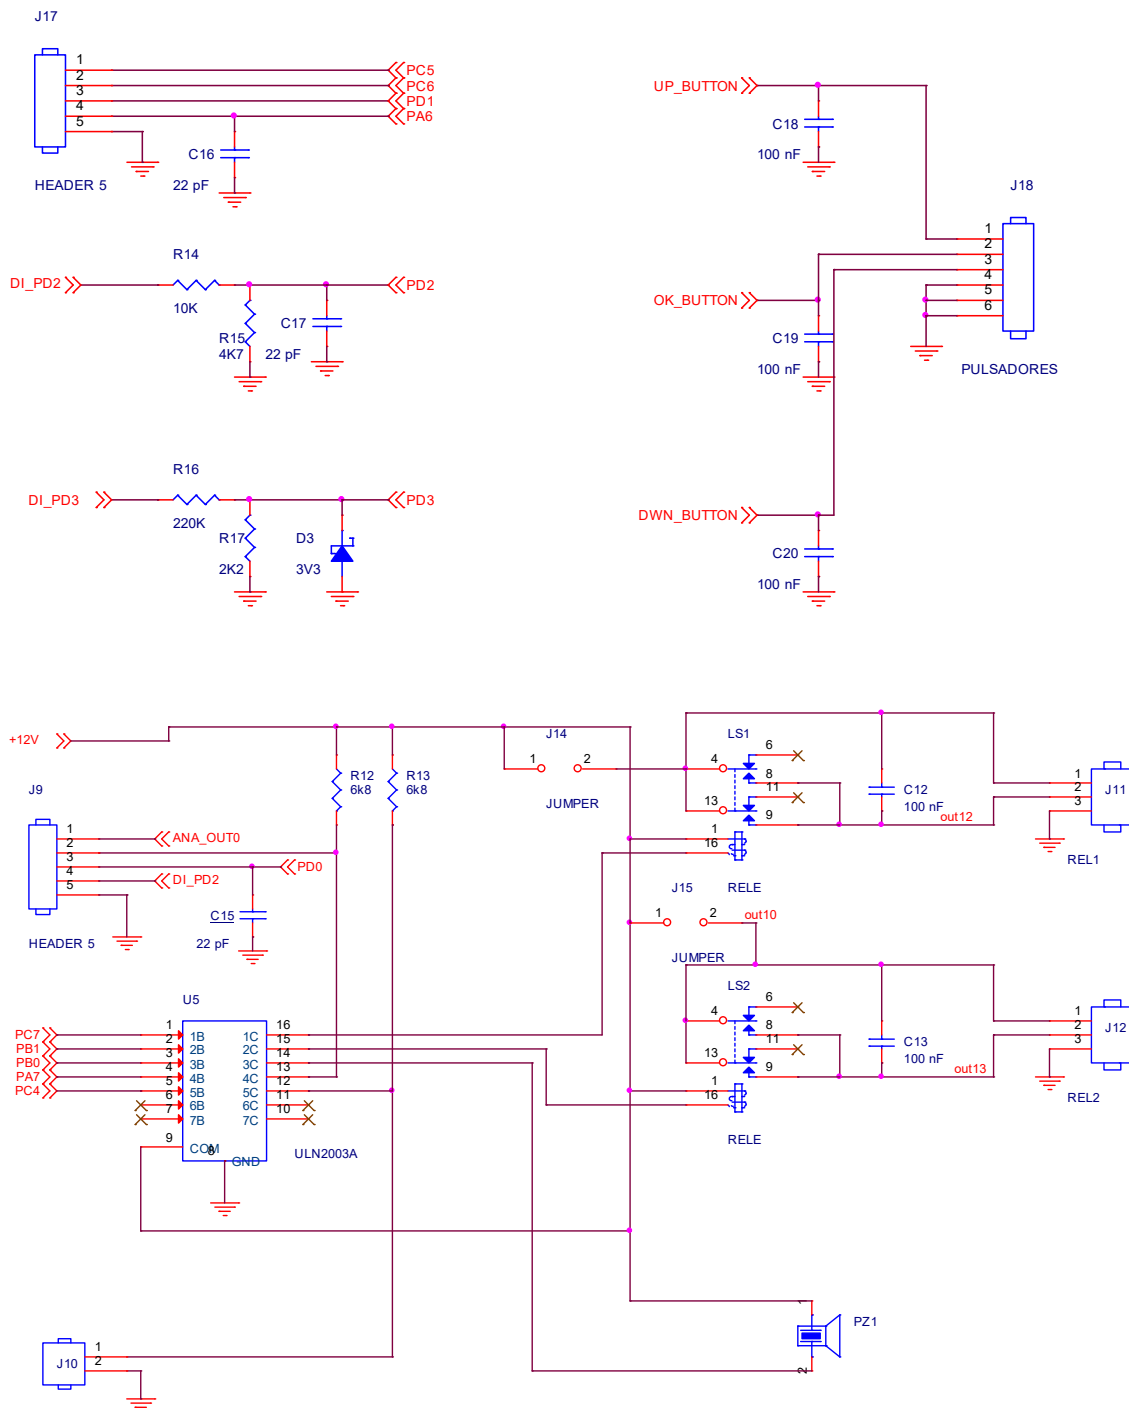 J17
1
2
3
4
5
PC5
PC6
PD1
PA6
C16
22 pF
HEADER 5
UP_BUTTON
C18
100 nF
J18
1
2
3
4
5
6
PULSADORES
R14
DI_PD2
10K
PD2
R15
4K7
C17
22 pF
OK_BUTTON
C19
100 nF
R16
DI_PD3
220K
PD3
R17
2K2
D3
3V3
DWN_BUTTON
C20
100 nF
+12V
R12
6k8
R13
6k8
J14
1
2
JUMPER
LS1
4
6
8
11
13
9
1
16
RELE
C12
100 nF
out12
J11
1
2
3
REL1
J9
1
2
3
4
5
ANA_OUT0
PD0
DI_PD2
C15
22 pF
HEADER 5
J15
1
2
out10
JUMPER
LS2
4
6
8
11
13
9
1
16
RELE
C13
100 nF
out13
J12
1
2
3
REL2
U5
PC7
PB1
PB0
PA7
PC4
1
2
3
4
5
6
7
9
1B
2B
3B
4B
5B
6B
7B
COM
8
GND
1C
2C
3C
4C
5C
6C
7C
16
15
14
13
12
11
10
ULN2003A
1
PZ1
2
J10
1
2